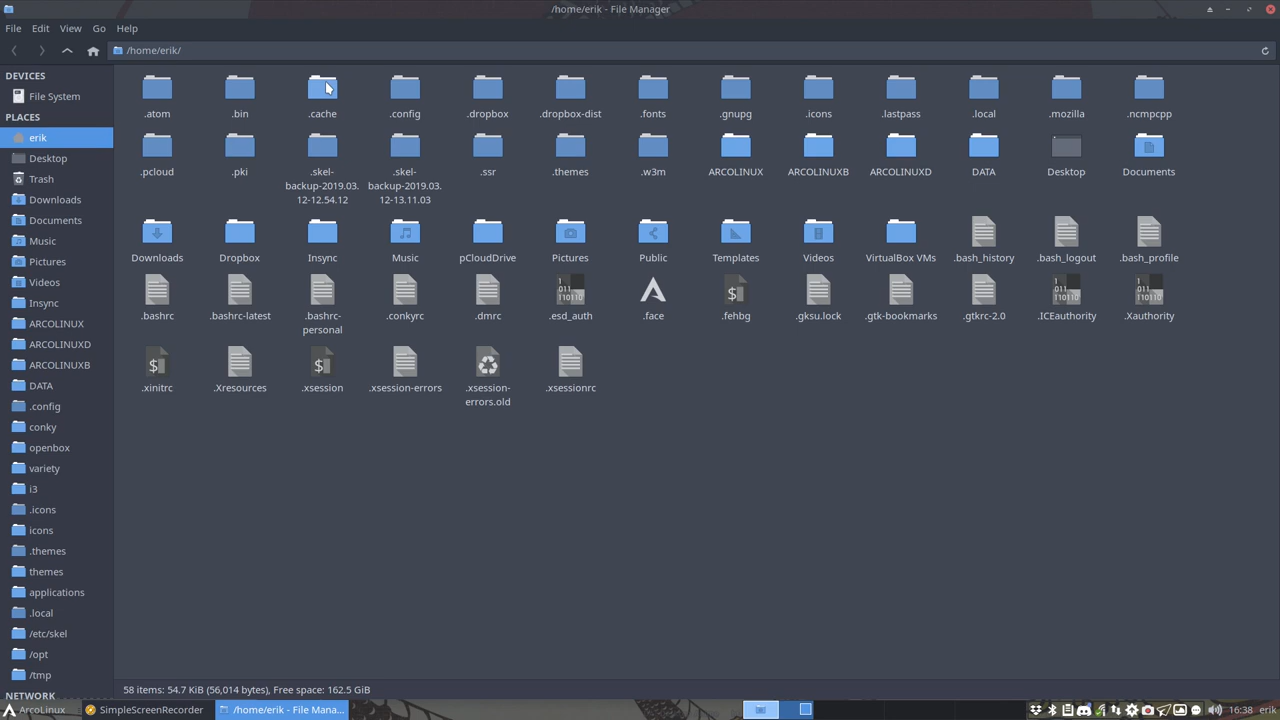 /home/erik - File Manager
File Edit View Go Help
/home/erik/
DEVICES
File System
PLACES
erik
Desktop
Trash
Downloads
Documents
Music
Pictures
Videos
Insync
ARCOLINUX
ARCOLINUXD
ARCOLINUXB
DATA
.config
conky
openbox
variety
i3
.icons
icons
.themes
themes
applications
.local
/etc/skel
/opt
/tmp
NETWORK
.atom .bin .cache .config .dropbox .dropbox-dist .fonts .gnupg .icons .lastpass .local .mozilla .ncmpcpp
.pcloud .pki .skel-backup-2019.03.12-12.54.12 .skel-backup-2019.03.12-13.11.03 .ssr .themes .w3m ARCOLINUX ARCOLINUXB ARCOLINUXD DATA Desktop Documents
Downloads Dropbox Insync Music pCloudDrive Pictures Public Templates Videos VirtualBox VMs .bash_history .bash_logout .bash_profile
.bashrc .bashrc-latest .bashrc-personal .conkyrc .dmrc .esd_auth .face .fehbg .gksu.lock .gtk-bookmarks .gtkrc-2.0 .ICEauthority .Xauthority
.xinitrc .Xresources .xsession .xsession-errors .xsession-errors.old .xsessionrc
58 items: 54.7 KiB (56,014 bytes), Free space: 162.5 GiB
ArcoLinux SimpleScreenRecorder /home/erik - File Mana... 16:38 erik